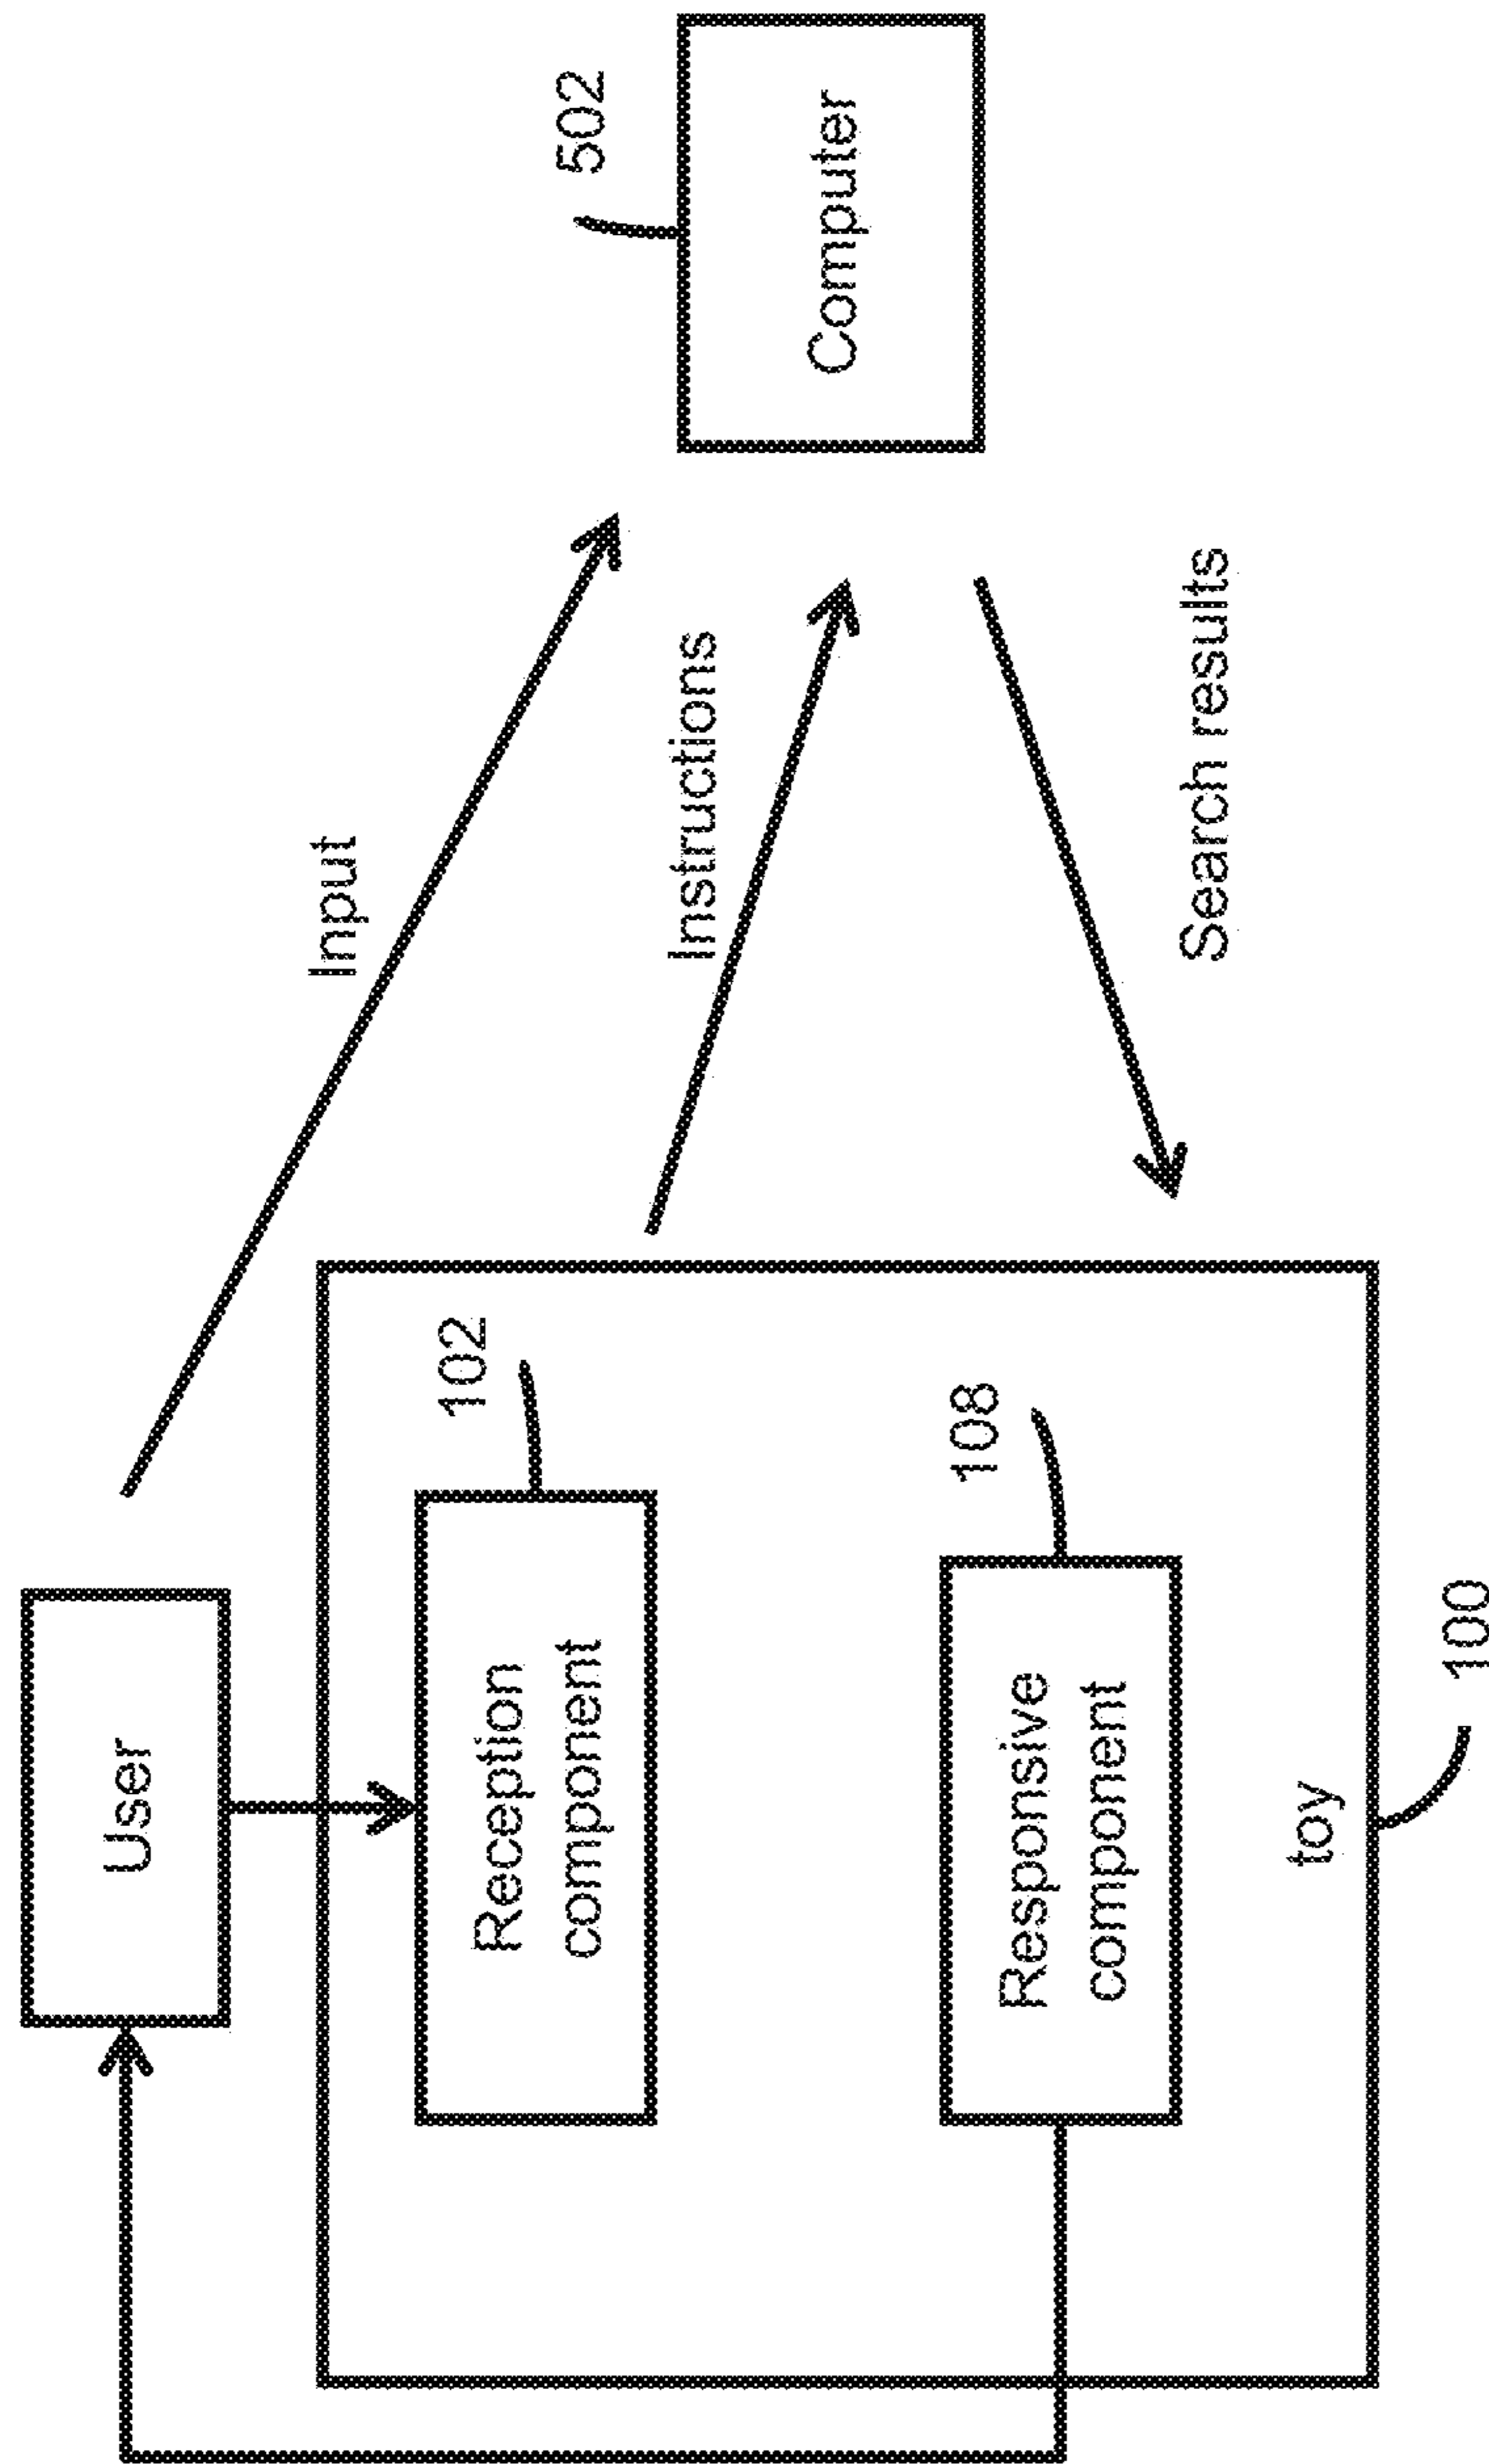 User
Input
502
Computer
Instructions
102
Reception
component
108
Responsive
component
Search results
toy
100